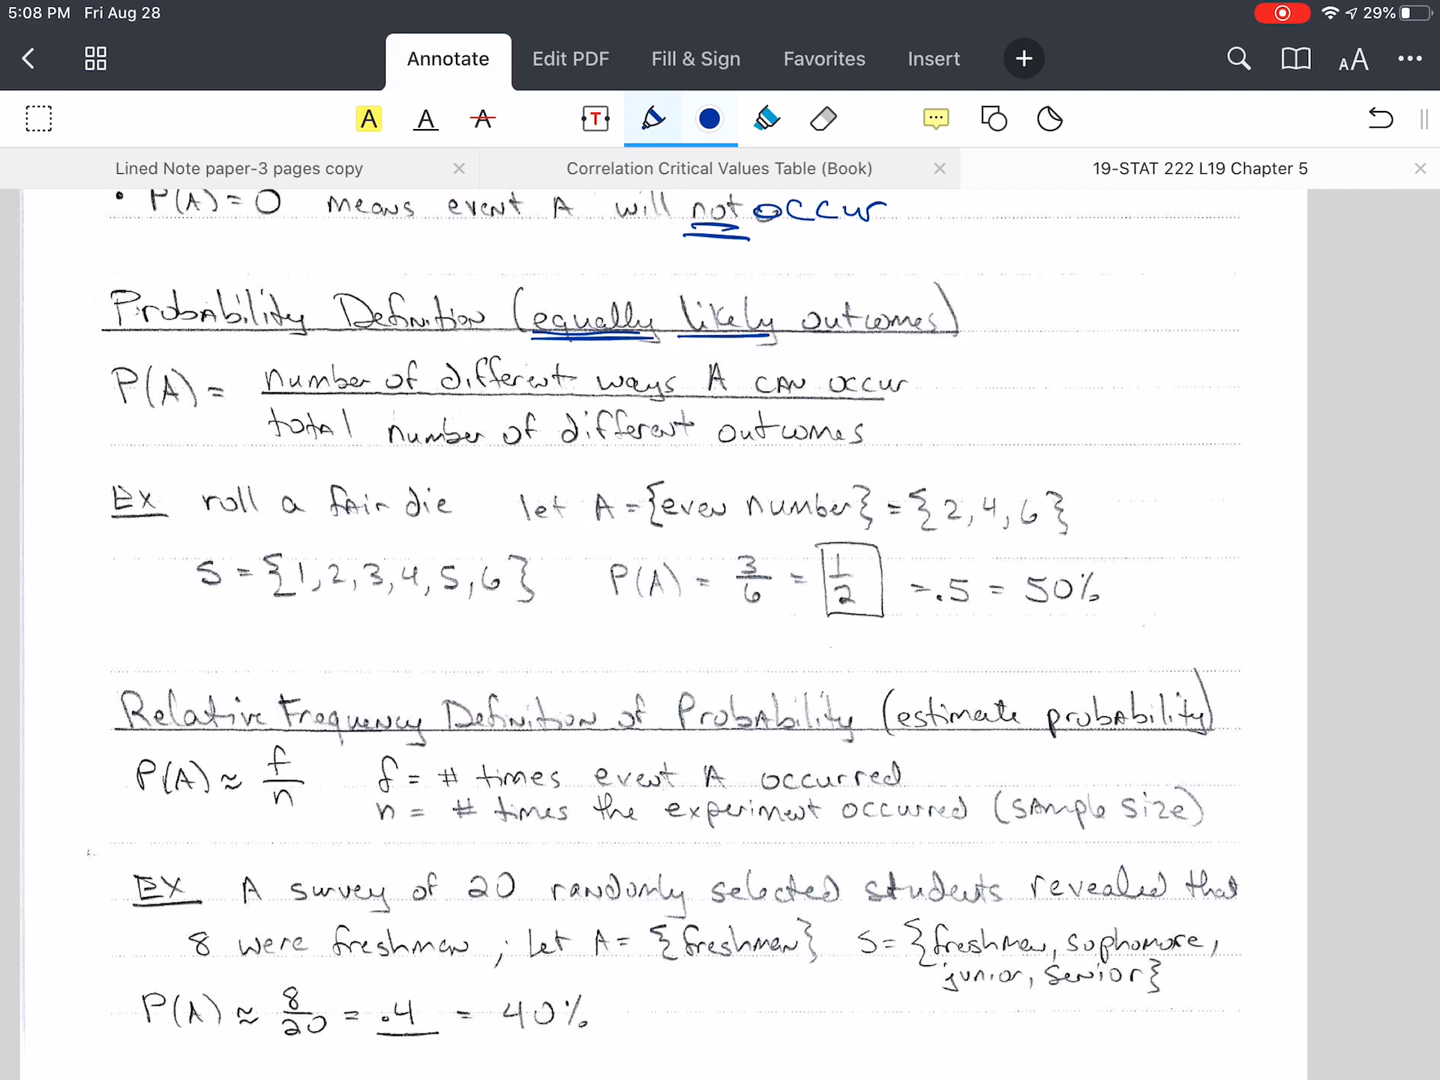 5:08 PM Fri Aug 28
29%
Annotate Edit PDF Fill & Sign Favorites Insert
AA
A A A T
Lined Note paper-3 pages copy
Correlation Critical Values Table (Book)
19-STAT 222 L19 Chapter 5
• P(A) = 0 means event A will not occur
Probability Definition (equally likely outcomes)
P(A) = number of different ways A can occur
total number of different outcomes
Ex roll a fair die let A = {even number} = {2, 4, 6}
S = {1, 2, 3, 4, 5, 6} P(A) = 3/6 = 1/2 = .5 = 50%
Relative Frequency Definition of Probability (estimate probability)
P(A) ≈ f/n f = # times event A occurred
n = # times the experiment occurred (sample size)
Ex A survey of 20 randomly selected students revealed that
8 were freshman ; Let A = {freshman} S = {freshmen, sophomore,
junior, senior}
P(A) ≈ 8/20 = .4 = 40%